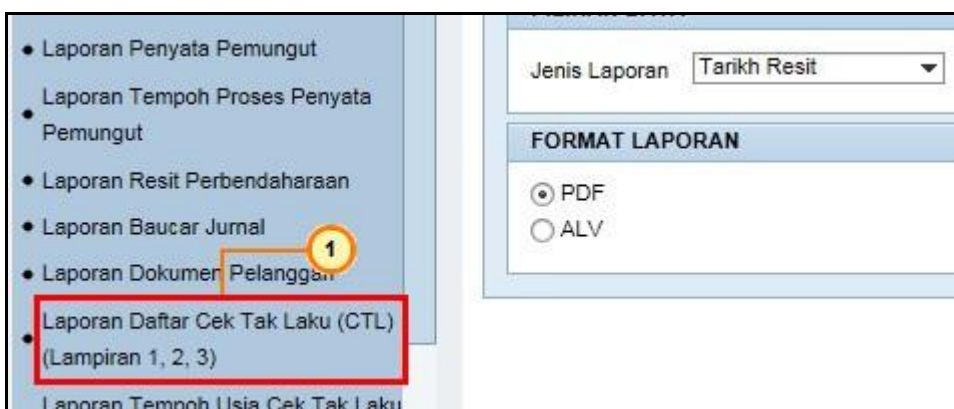 Laporan Penyata Pemungut
Laporan Tempoh Proses Penyata
Pemungut
Laporan Resit Perbendaharaan
Laporan Baucar Jurnal
1
Laporan Dokumen Pelanggan
Laporan Daftar Cek Tak Laku (CTL)
(Lampiran 1, 2, 3)
Laporan Tempoh Usia Cek Tak Laku
Jenis Laporan Tarikh Resit
FORMAT LAPORAN
PDF
ALV